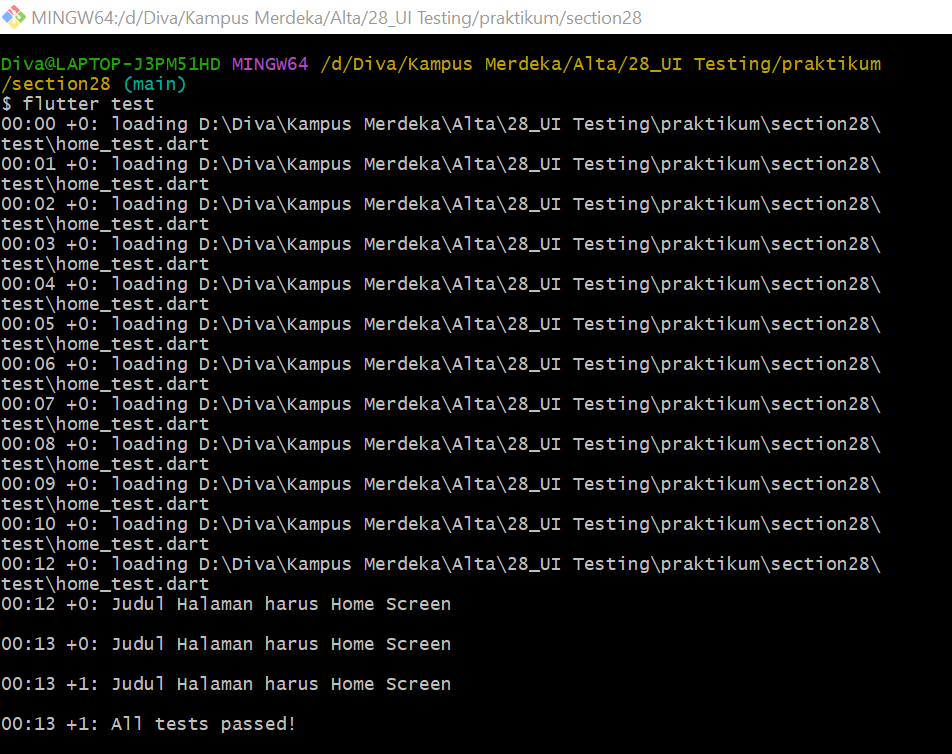 MINGW64:/d/Diva/Kampus Merdeka/Alta/28_UI Testing/praktikum/section28
Diva@LAPTOP-J3PM51HD MINGW64 /d/Diva/Kampus Merdeka/Alta/28_UI Testing/praktikum
/section28 (main)
$ flutter test
00:00 +0: loading D:\Diva\Kampus Merdeka\Alta\28_UI Testing\praktikum\section28\
test\home_test.dart
00:01 +0: loading D:\Diva\Kampus Merdeka\Alta\28_UI Testing\praktikum\section28\
test\home_test.dart
00:02 +0: loading D:\Diva\Kampus Merdeka\Alta\28_UI Testing\praktikum\section28\
test\home_test.dart
00:03 +0: loading D:\Diva\Kampus Merdeka\Alta\28_UI Testing\praktikum\section28\
test\home_test.dart
00:04 +0: loading D:\Diva\Kampus Merdeka\Alta\28_UI Testing\praktikum\section28\
test\home_test.dart
00:05 +0: loading D:\Diva\Kampus Merdeka\Alta\28_UI Testing\praktikum\section28\
test\home_test.dart
00:06 +0: loading D:\Diva\Kampus Merdeka\Alta\28_UI Testing\praktikum\section28\
test\home_test.dart
00:07 +0: loading D:\Diva\Kampus Merdeka\Alta\28_UI Testing\praktikum\section28\
test\home_test.dart
00:08 +0: loading D:\Diva\Kampus Merdeka\Alta\28_UI Testing\praktikum\section28\
test\home_test.dart
00:09 +0: loading D:\Diva\Kampus Merdeka\Alta\28_UI Testing\praktikum\section28\
test\home_test.dart
00:10 +0: loading D:\Diva\Kampus Merdeka\Alta\28_UI Testing\praktikum\section28\
test\home_test.dart
00:12 +0: loading D:\Diva\Kampus Merdeka\Alta\28_UI Testing\praktikum\section28\
test\home_test.dart
00:12 +0: Judul Halaman harus Home Screen
00:13 +0: Judul Halaman harus Home Screen
00:13 +1: Judul Halaman harus Home Screen
00:13 +1: All tests passed!